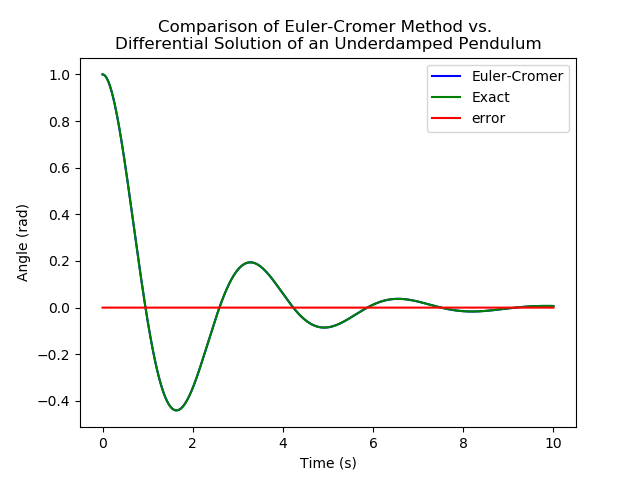 Comparison of Euler-Cromer Method vs.
Differential Solution of an Underdamped Pendulum
Euler-Cromer
Exact
error
Angle (rad)
1.0
0.8
0.6
0.4
0.2
0.0
−0.2
−0.4
0 2 4 6 8 10
Time (s)